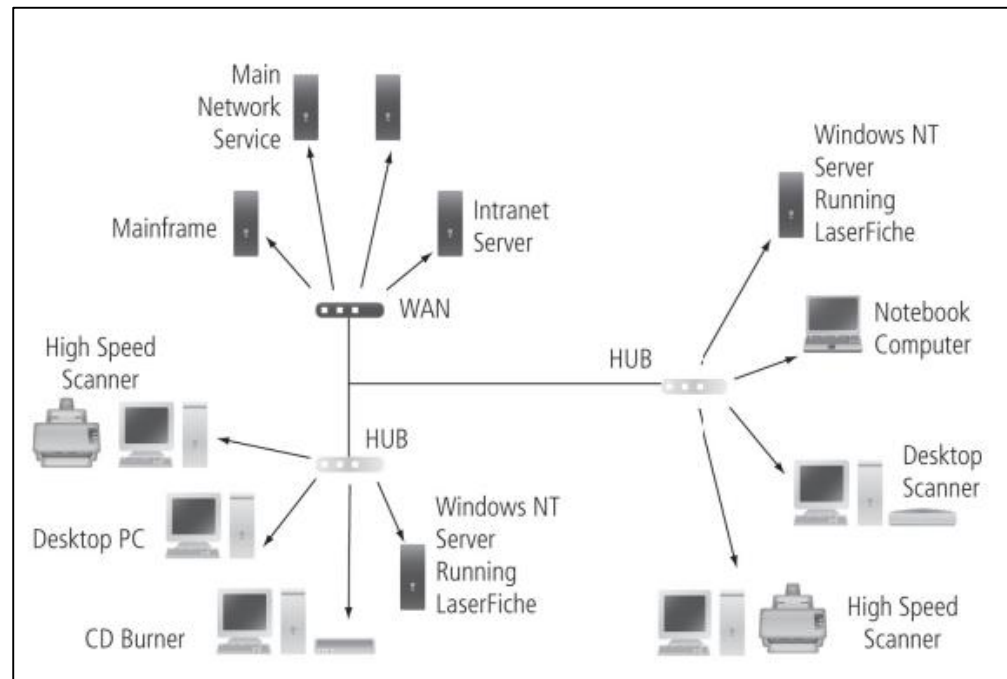 Main
Network
Service
Mainframe
Intranet
Server
WAN
Windows NT
Server
Running
LaserFiche
Notebook
Computer
HUB
High Speed
Scanner
HUB
Desktop
Scanner
Desktop PC
Windows NT
Server
Running
LaserFiche
CD Burner
High Speed
Scanner